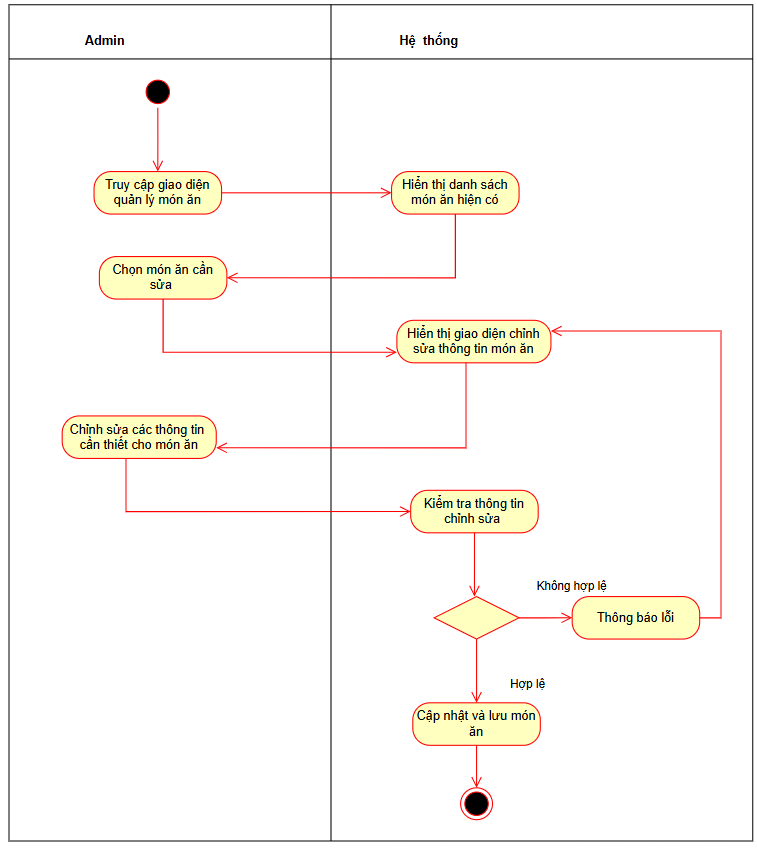 Admin
Hệ thống
Truy cập giao diện
quản lý món ăn
Hiển thị danh sách
món ăn hiện có
Chọn món ăn cần
sửa
Hiển thị giao diện chỉnh
sửa thông tin món ăn
Chỉnh sửa các thông tin
cần thiết cho món ăn
Kiểm tra thông tin
chỉnh sửa
Không hợp lệ
Thông báo lỗi
Hợp lệ
Cập nhật và lưu món
ăn